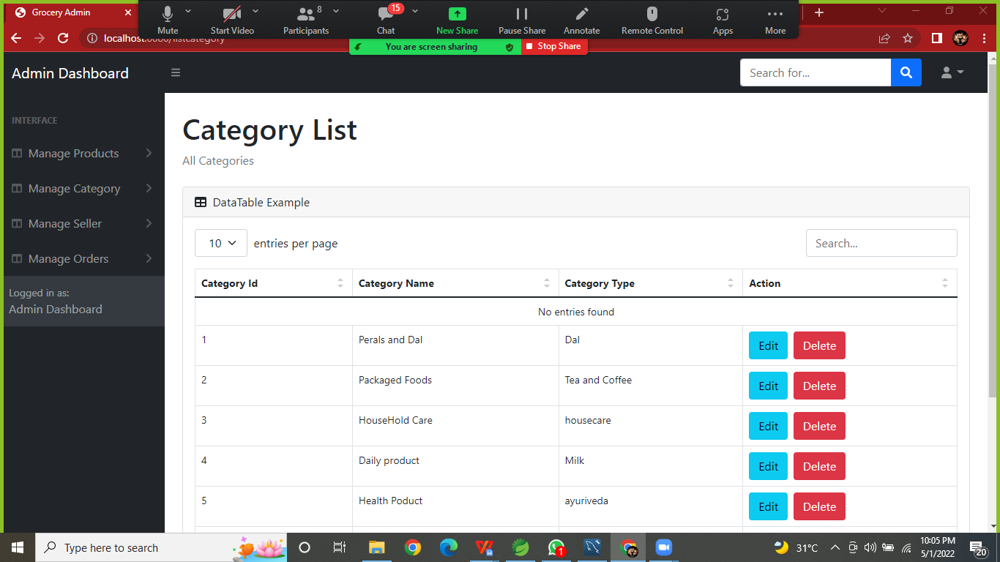 Grocery Admin
Mute
Start Video
8
Participants
15
Chat
New Share
Pause Share
Annotate
Remote Control
Apps
More
You are screen sharing
Stop Share
Admin Dashboard
Search for...
INTERFACE
Manage Products
Manage Category
Manage Seller
Manage Orders
Logged in as:
Admin Dashboard
Category List
All Categories
DataTable Example
10 entries per page
Search...
Category Id Category Name Category Type Action
No entries found
1 Perals and Dal Dal Edit Delete
2 Packaged Foods Tea and Coffee Edit Delete
3 HouseHold Care housecare Edit Delete
4 Daily product Milk Edit Delete
5 Health Poduct ayuriveda Edit Delete
Type here to search
1
31°C
10:05 PM
5/1/2022
20